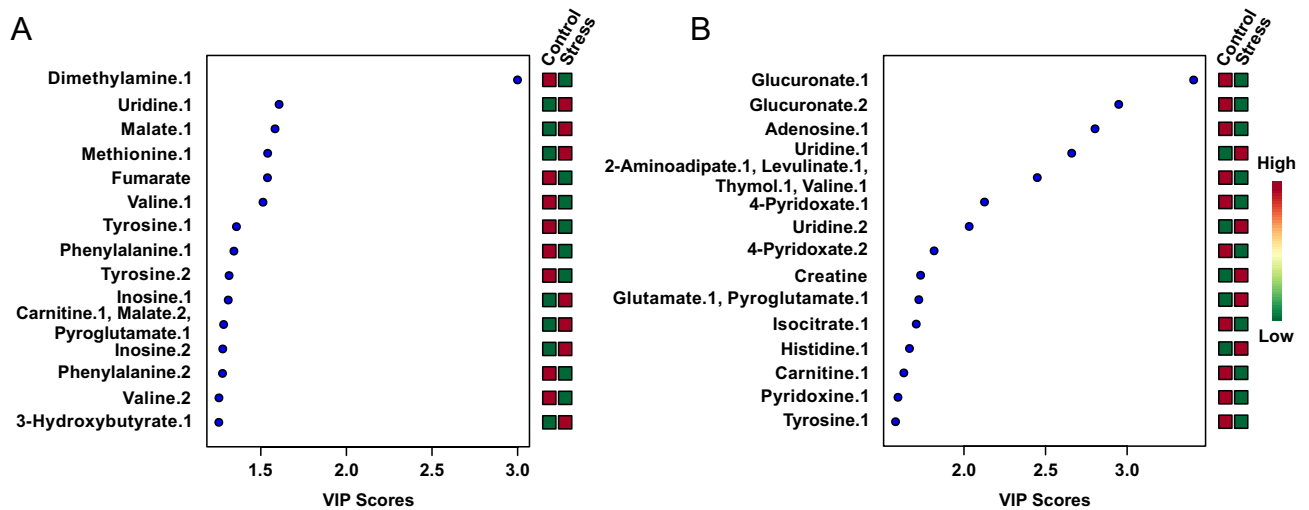 A
Control
Stress
Dimethylamine.1
Uridine.1
Malate.1
Methionine.1
Fumarate
Valine.1
Tyrosine.1
Phenylalanine.1
Tyrosine.2
Inosine.1
Carnitine.1, Malate.2,
Pyroglutamate.1
Inosine.2
Phenylalanine.2
Valine.2
3-Hydroxybutyrate.1
1.5 2.0 2.5 3.0
VIP Scores
B
Control
Stress
Glucuronate.1
Glucuronate.2
Adenosine.1
Uridine.1
2-Aminoadipate.1, Levulinate.1,
Thymol.1, Valine.1
4-Pyridoxate.1
Uridine.2
4-Pyridoxate.2
Creatine
Glutamate.1, Pyroglutamate.1
Isocitrate.1
Histidine.1
Carnitine.1
Pyridoxine.1
Tyrosine.1
2.0 2.5 3.0
VIP Scores
High
Low